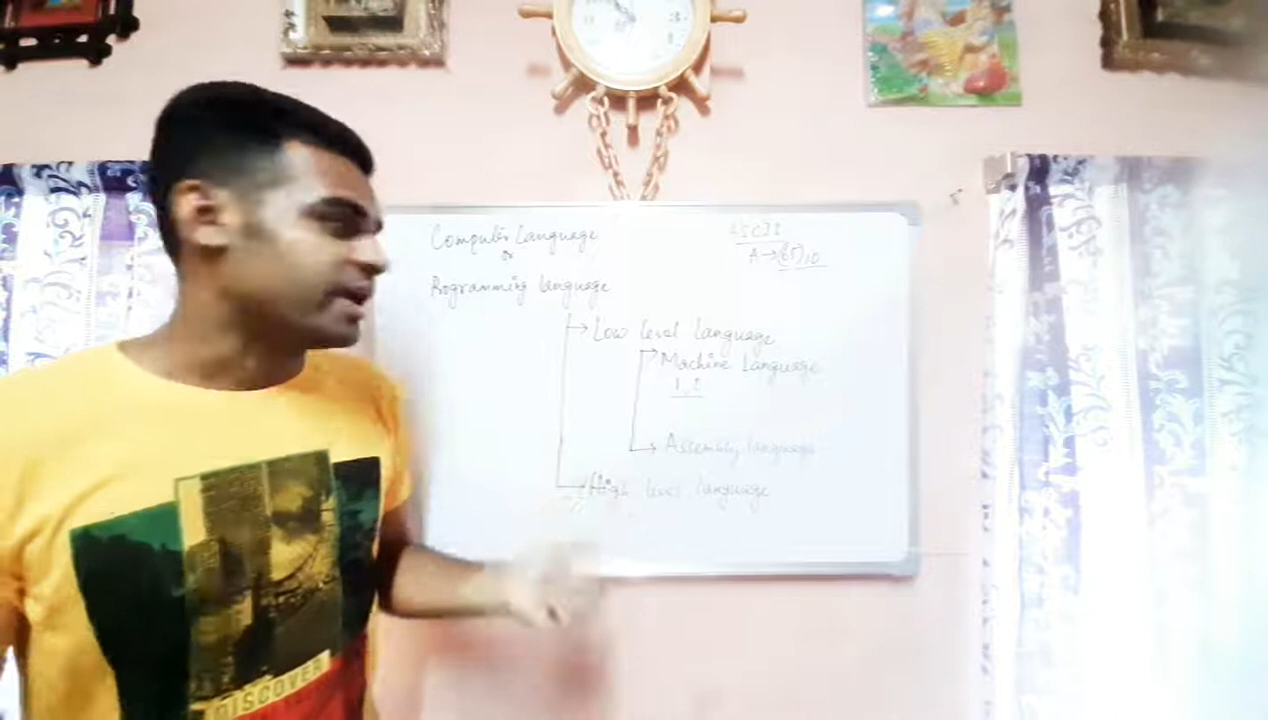 Computer Language
or
Programming language
ASCII
A → (65)10
Low level language
Machine language
1,0
Assembly language
High level language
DISCOVER